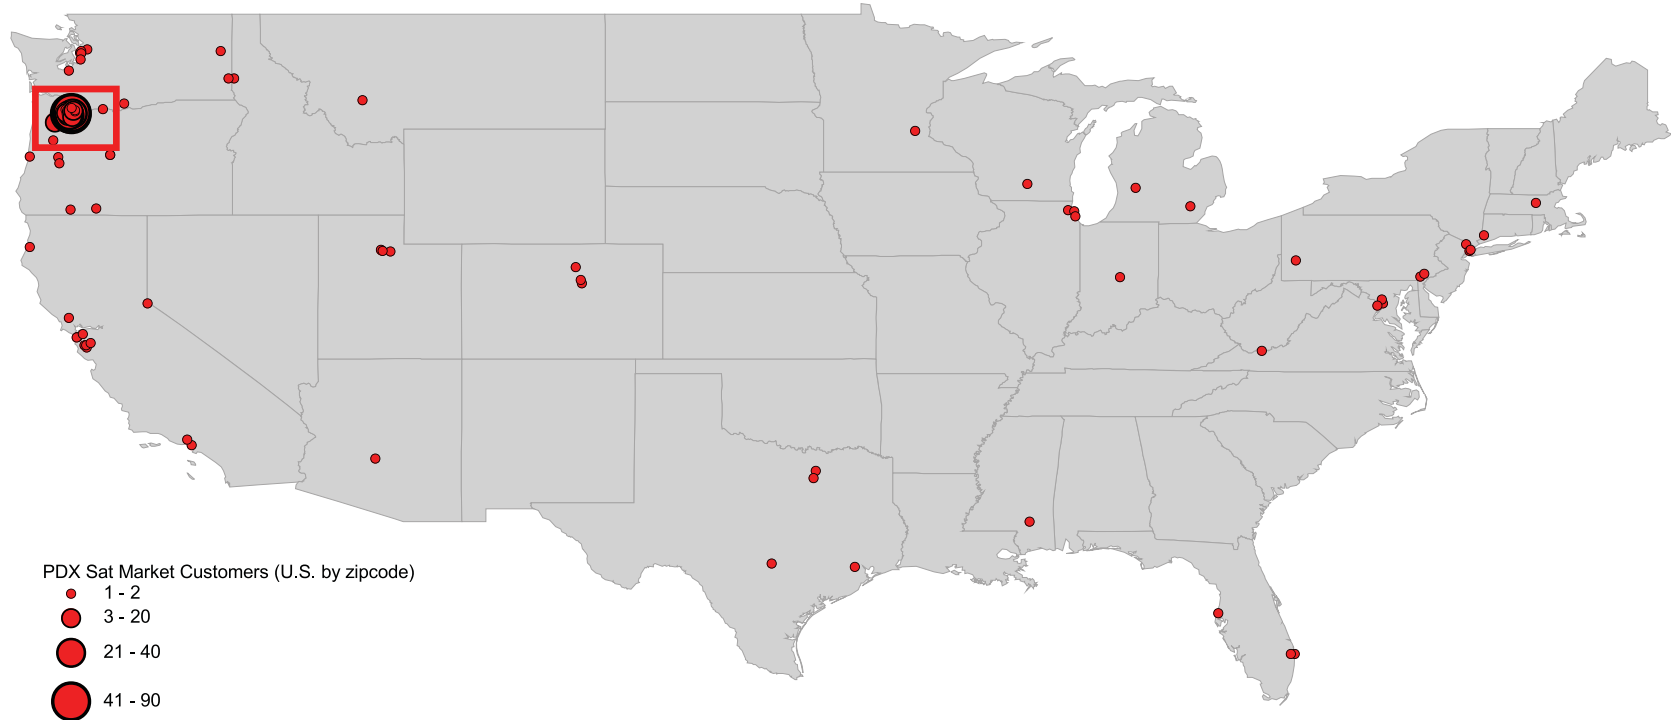 PDX Sat Market Customers (U.S. by zipcode)
1 - 2
3 - 20
21 - 40
41 - 90